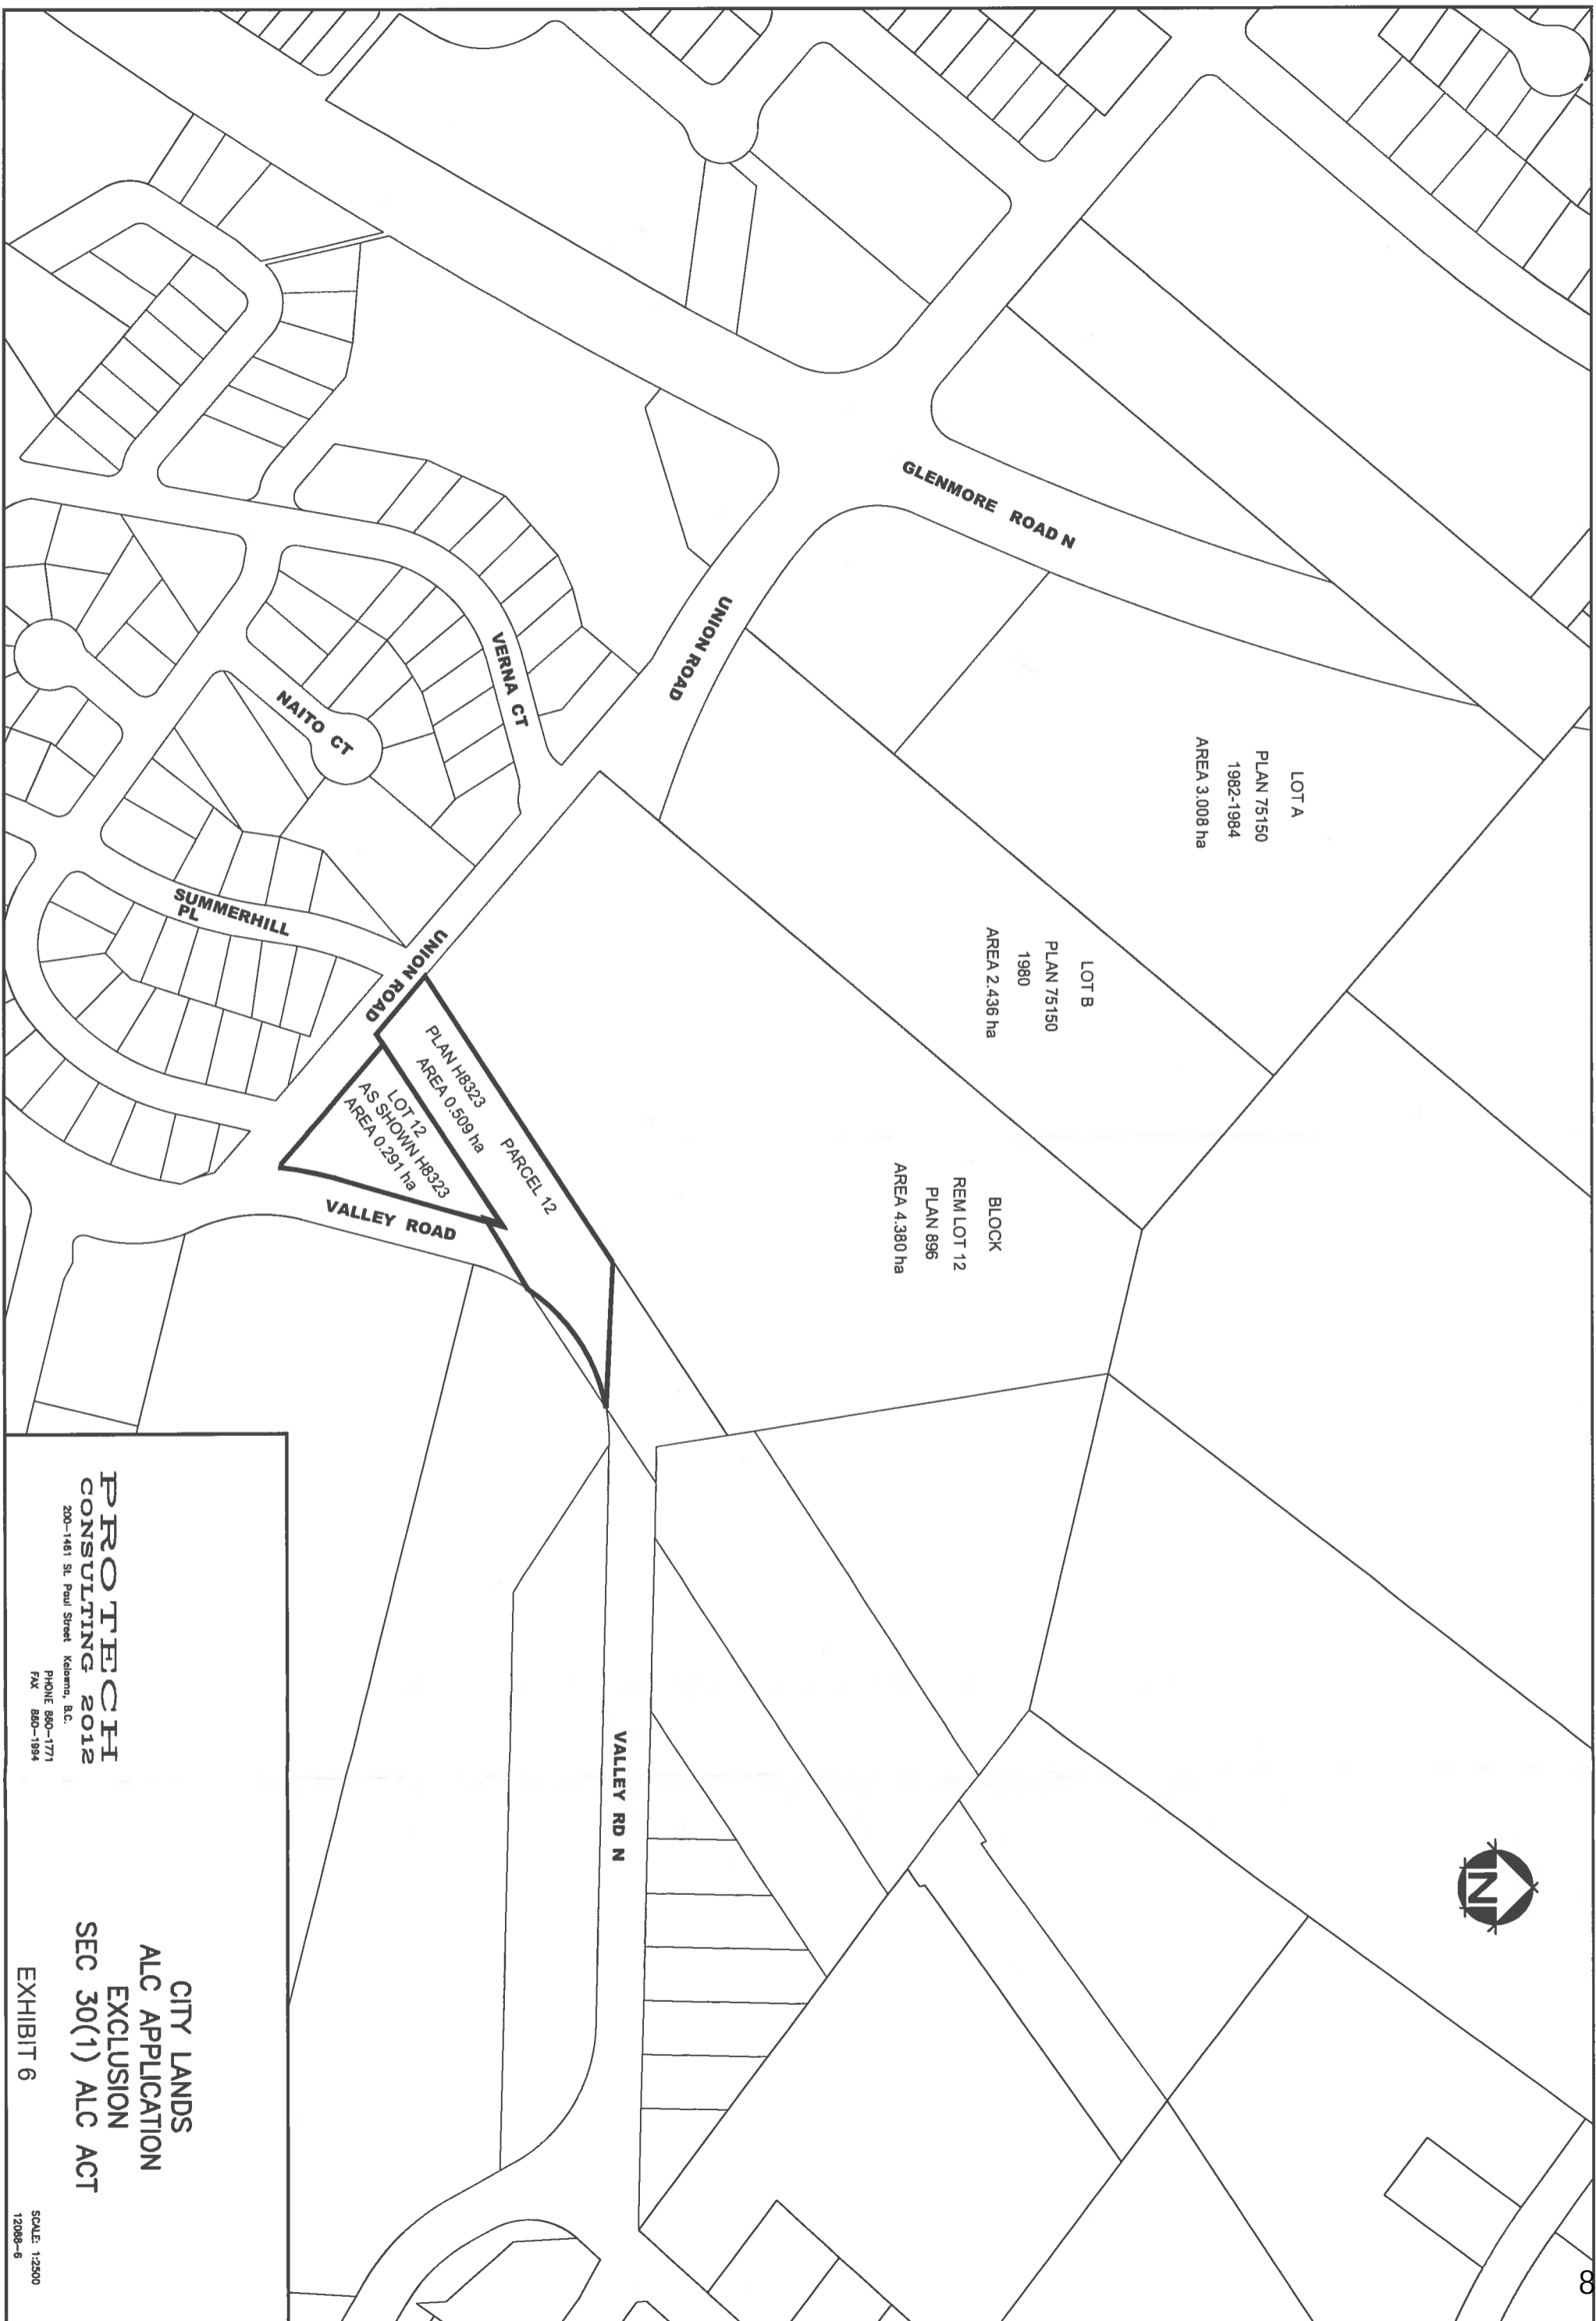 GLENMORE ROAD N
UNION ROAD
VERNA CT
NAITO CT
SUMMERHILL
PL
UNION ROAD
LOT A
PLAN 75150
1982-1984
AREA 3.008 ha
LOT B
PLAN 75150
1980
AREA 2.436 ha
BLOCK
REM LOT 12
PLAN 896
AREA 4.380 ha
PLAN H8323
AREA 0.509 ha
PARCEL 12
LOT 12
AS SHOWN H8323
AREA 0.291 ha
VALLEY ROAD
VALLEY RD N
N
PROTECH
CONSULTING 2012
200-1461 St. Paul Street Kelowna, B.C.
PHONE 860-1771
FAX 860-1994
CITY LANDS
ALC APPLICATION
EXCLUSION
SEC 30(1) ALC ACT
EXHIBIT 6
SCALE: 1:2500
12088-6
8